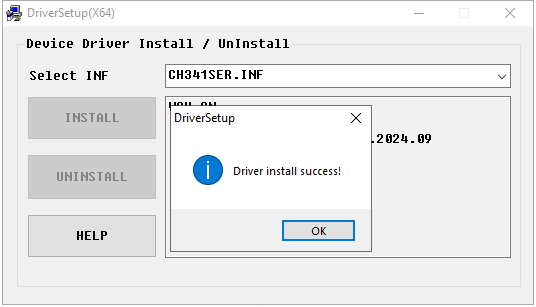 DriverSetup(X64)
Device Driver Install / UnInstall
Select INF
CH341SER.INF
INSTALL
UNINSTALL
HELP
.2024.09
DriverSetup
Driver install success!
OK